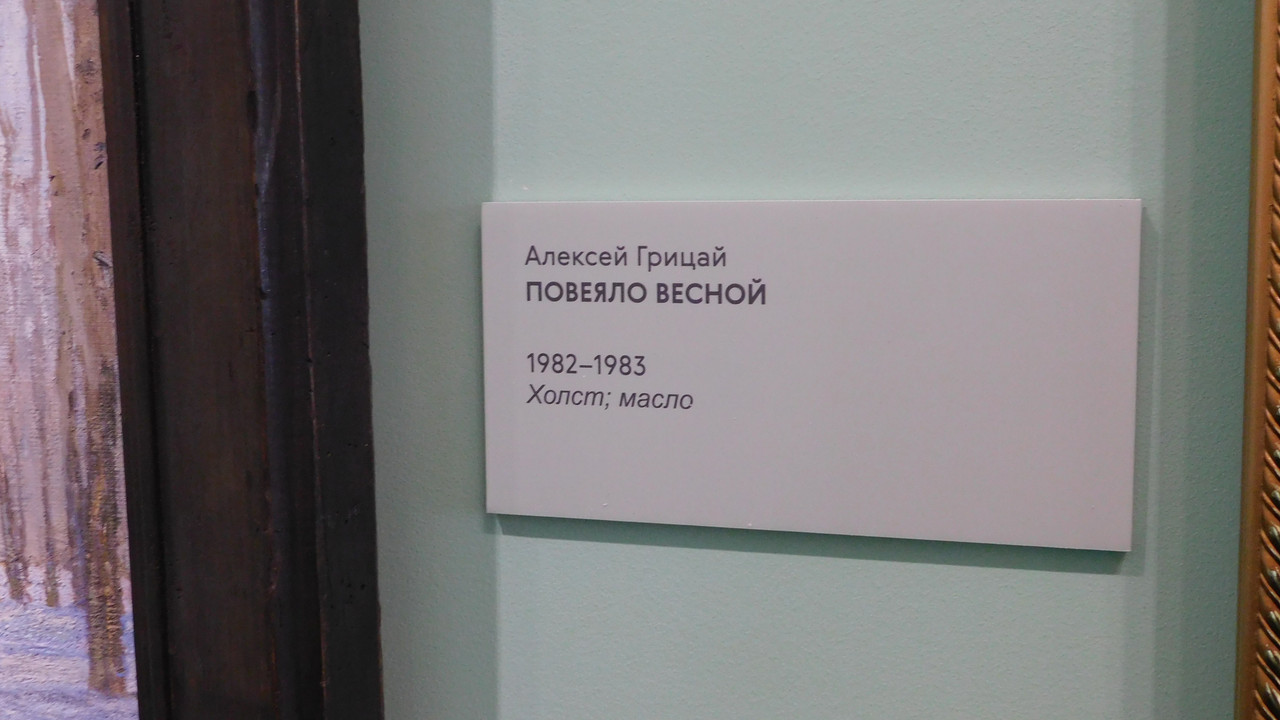 Алексей Грицай
ПОВЕЯЛО ВЕСНОЙ
1982–1983
Холст; масло